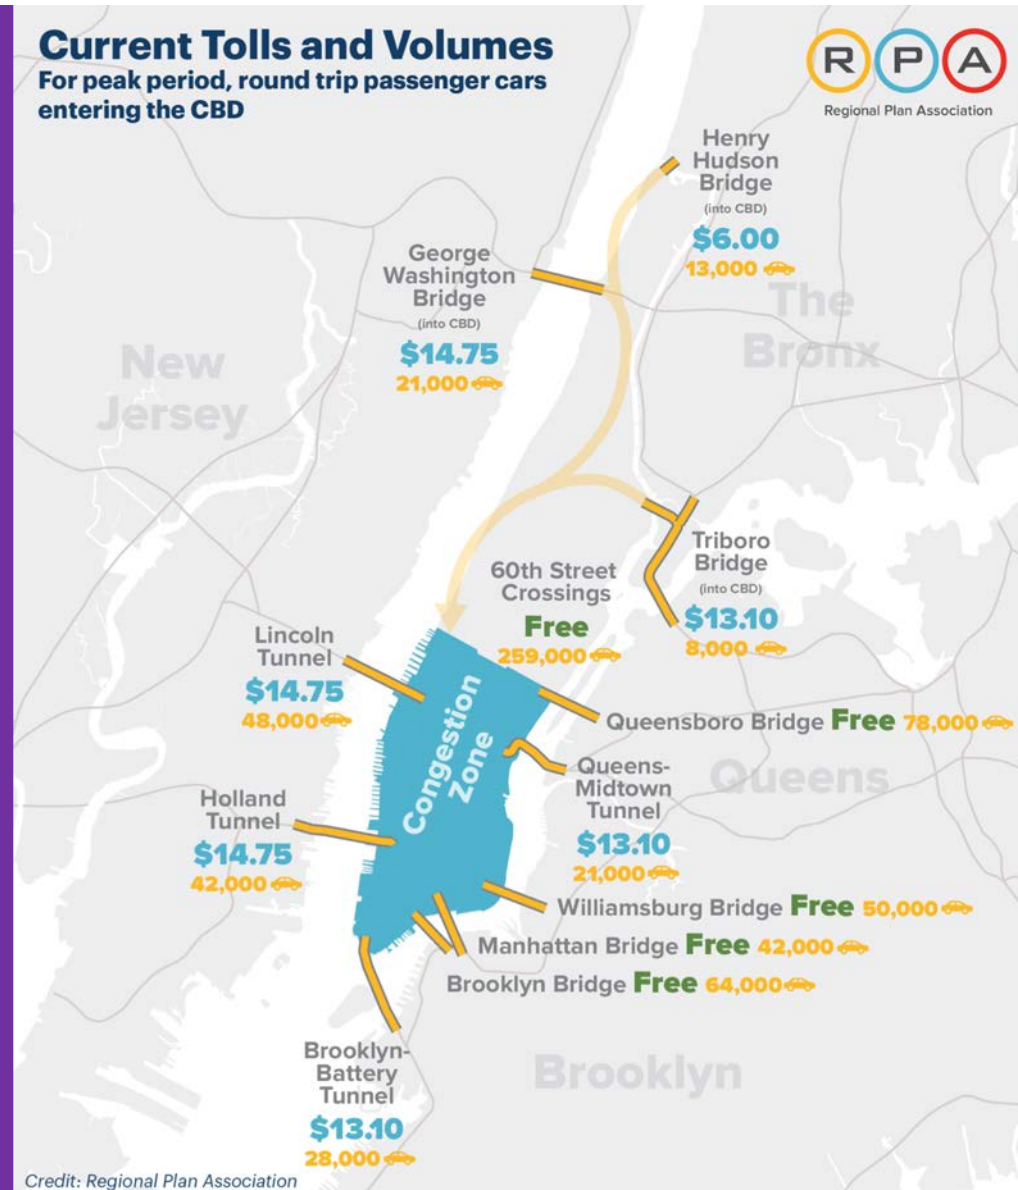 Current Tolls and Volumes
For peak period, round trip passenger cars
entering the CBD
R P A
Regional Plan Association
Henry
Hudson
Bridge
(into CBD)
$6.00
13,000
George
Washington
Bridge
(into CBD)
$14.75
21,000
The
Bronx
New
Jersey
Triboro
Bridge
(into CBD)
$13.10
8,000
60th Street
Crossings
Free
259,000
Lincoln
Tunnel
$14.75
48,000
Congestion
Zone
Queensboro Bridge Free 78,000
Queens-
Midtown
Tunnel
$13.10
21,000
Queens
Holland
Tunnel
$14.75
42,000
Williamsburg Bridge Free 50,000
Manhattan Bridge Free 42,000
Brooklyn Bridge Free 64,000
Brooklyn-
Battery
Tunnel
$13.10
28,000
Brooklyn
Credit: Regional Plan Association